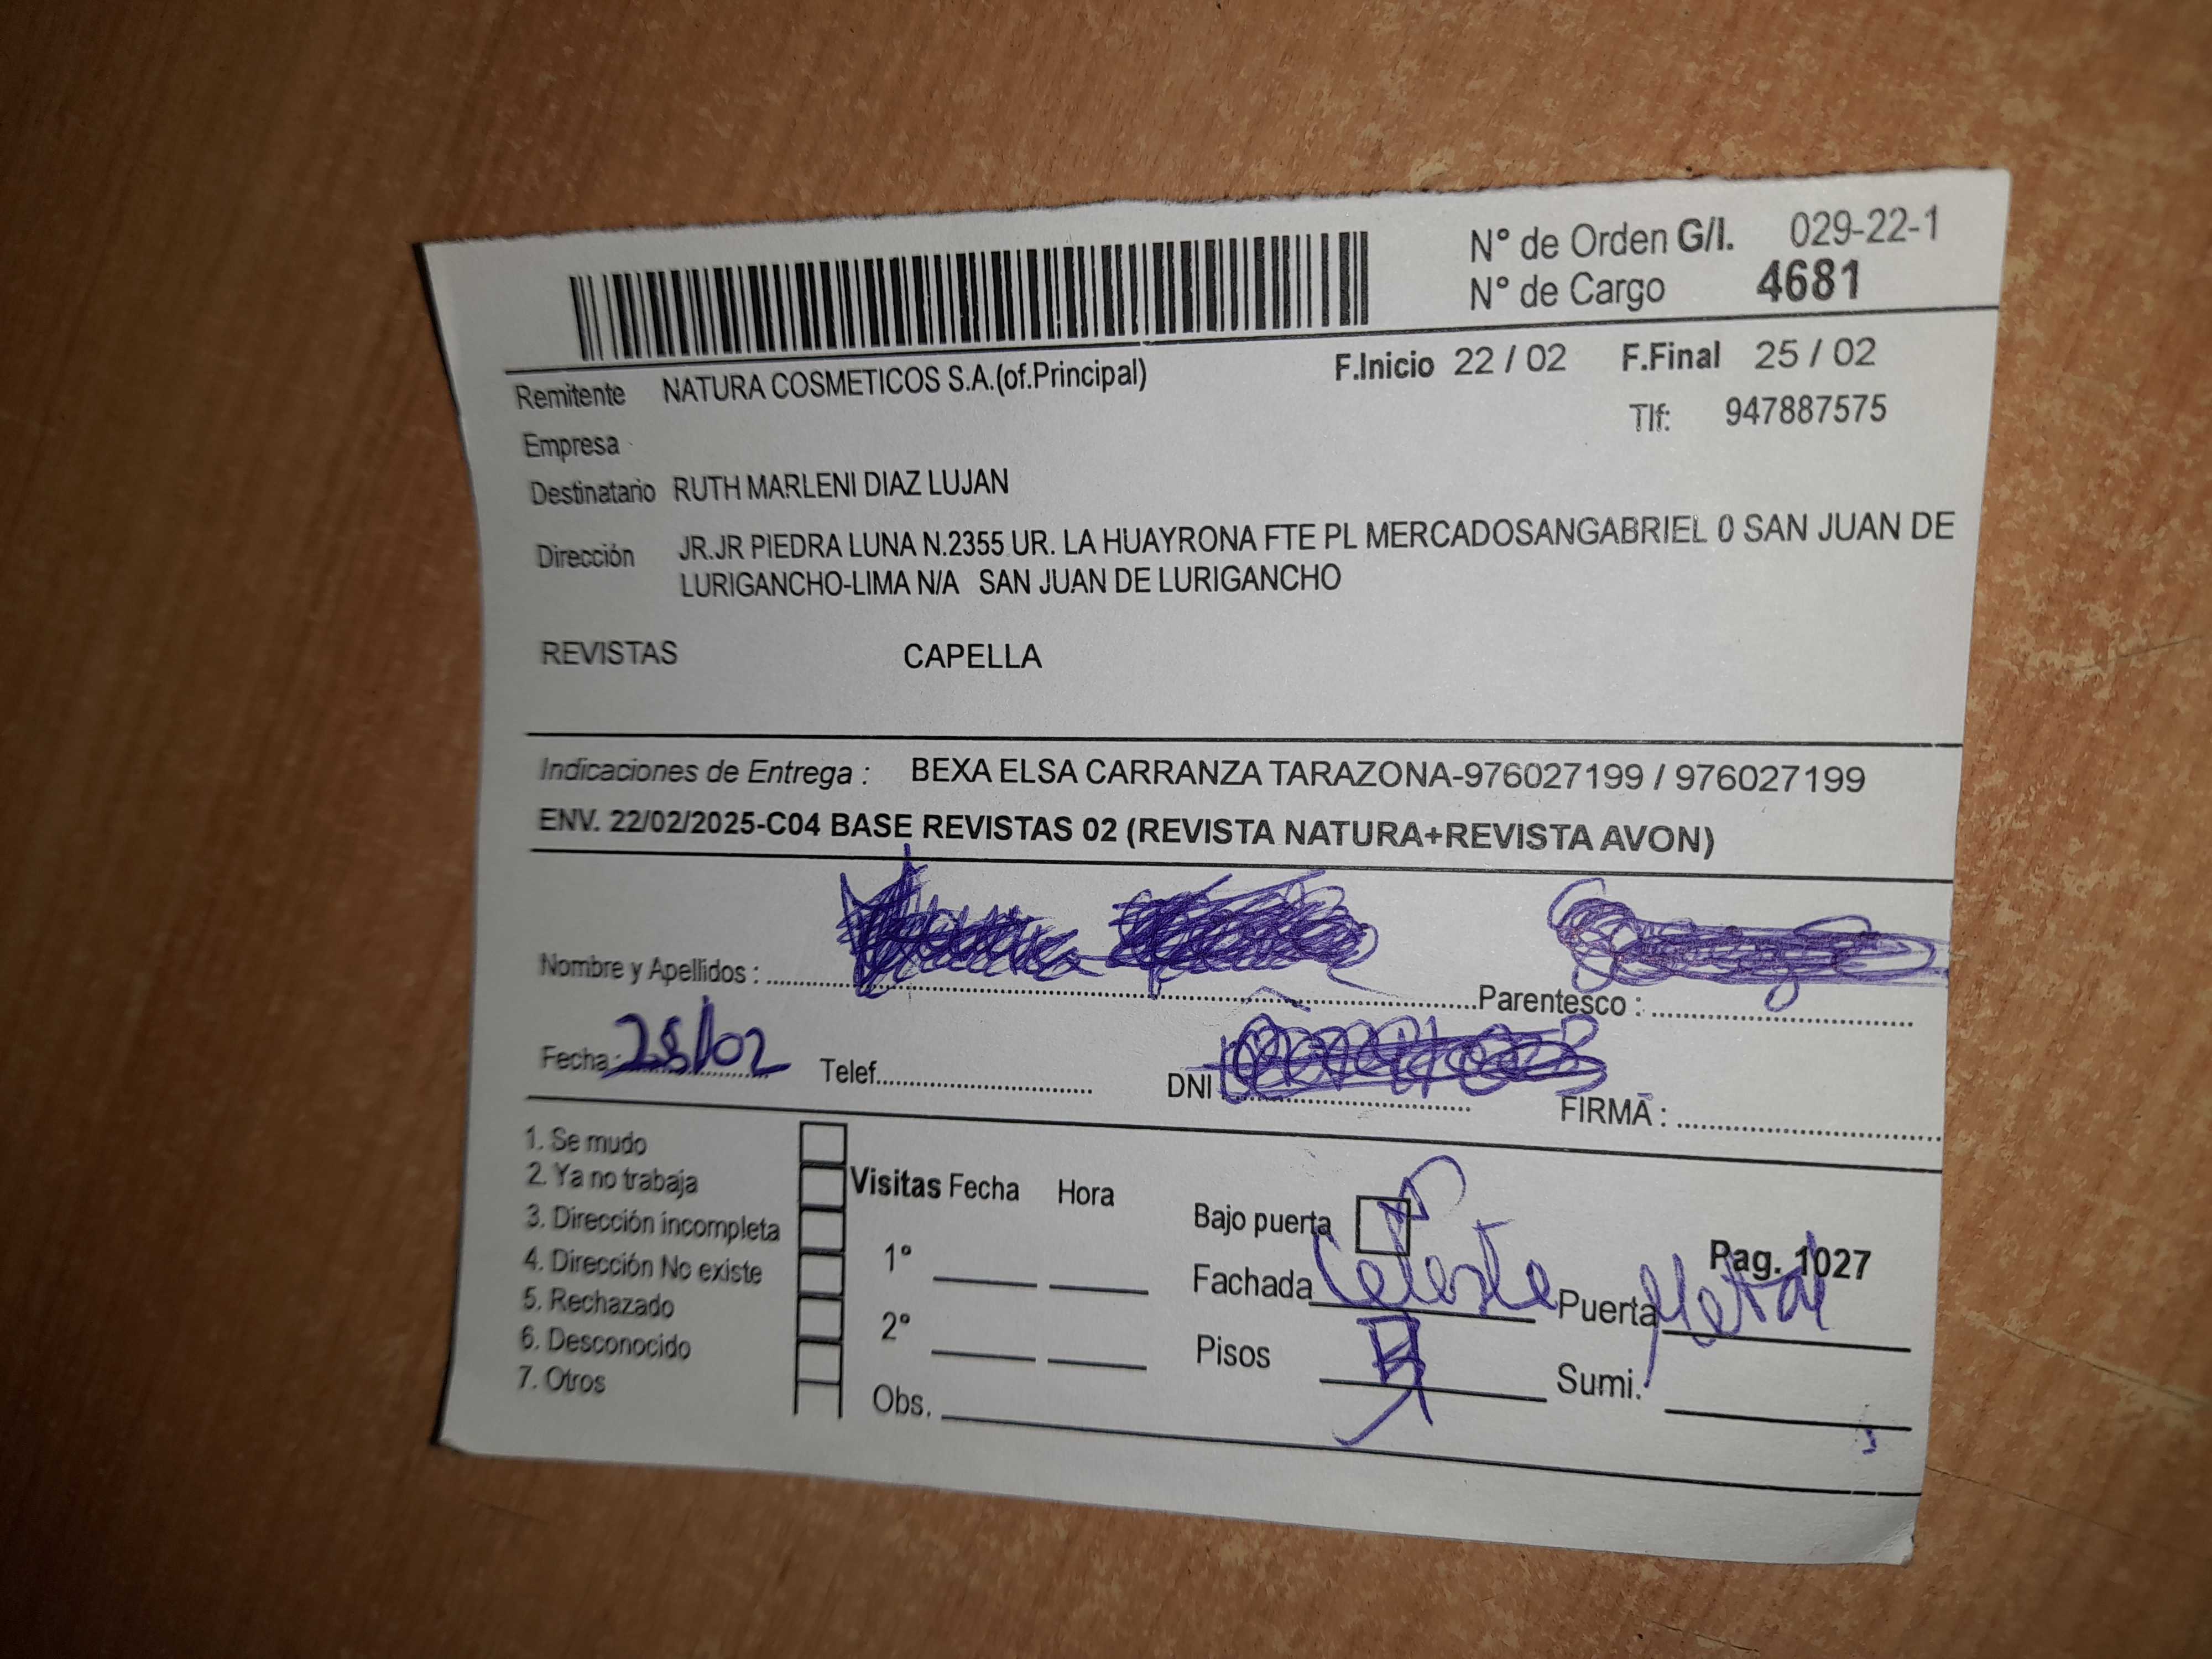 N° de Orden G/I. 029-22-1
N° de Cargo 4681
Remitente NATURA COSMETICOS S.A.(of.Principal) F.Inicio 22 / 02 F.Final 25 / 02
Tlf: 947887575
Empresa
Destinatario RUTH MARLENI DIAZ LUJAN
Dirección JR.JR PIEDRA LUNA N.2355 UR. LA HUAYRONA FTE PL MERCADOSANGABRIEL 0 SAN JUAN DE
LURIGANCHO-LIMA N/A SAN JUAN DE LURIGANCHO
REVISTAS CAPELLA
Indicaciones de Entrega : BEXA ELSA CARRANZA TARAZONA-976027199 / 976027199
ENV. 22/02/2025-C04 BASE REVISTAS 02 (REVISTA NATURA+REVISTA AVON)
Nombre y Apellidos : Parentesco :
Fecha: 25/02 Telef. DNI FIRMA :
1. Se mudo
2. Ya no trabaja
3. Dirección incompleta
4. Dirección No existe
5. Rechazado
6. Desconocido
7. Otros
Visitas Fecha Hora
1°
2°
Obs.
Bajo puerta
Pag. 1027
Fachada Celeste Puerta Metal
Pisos Sumi.